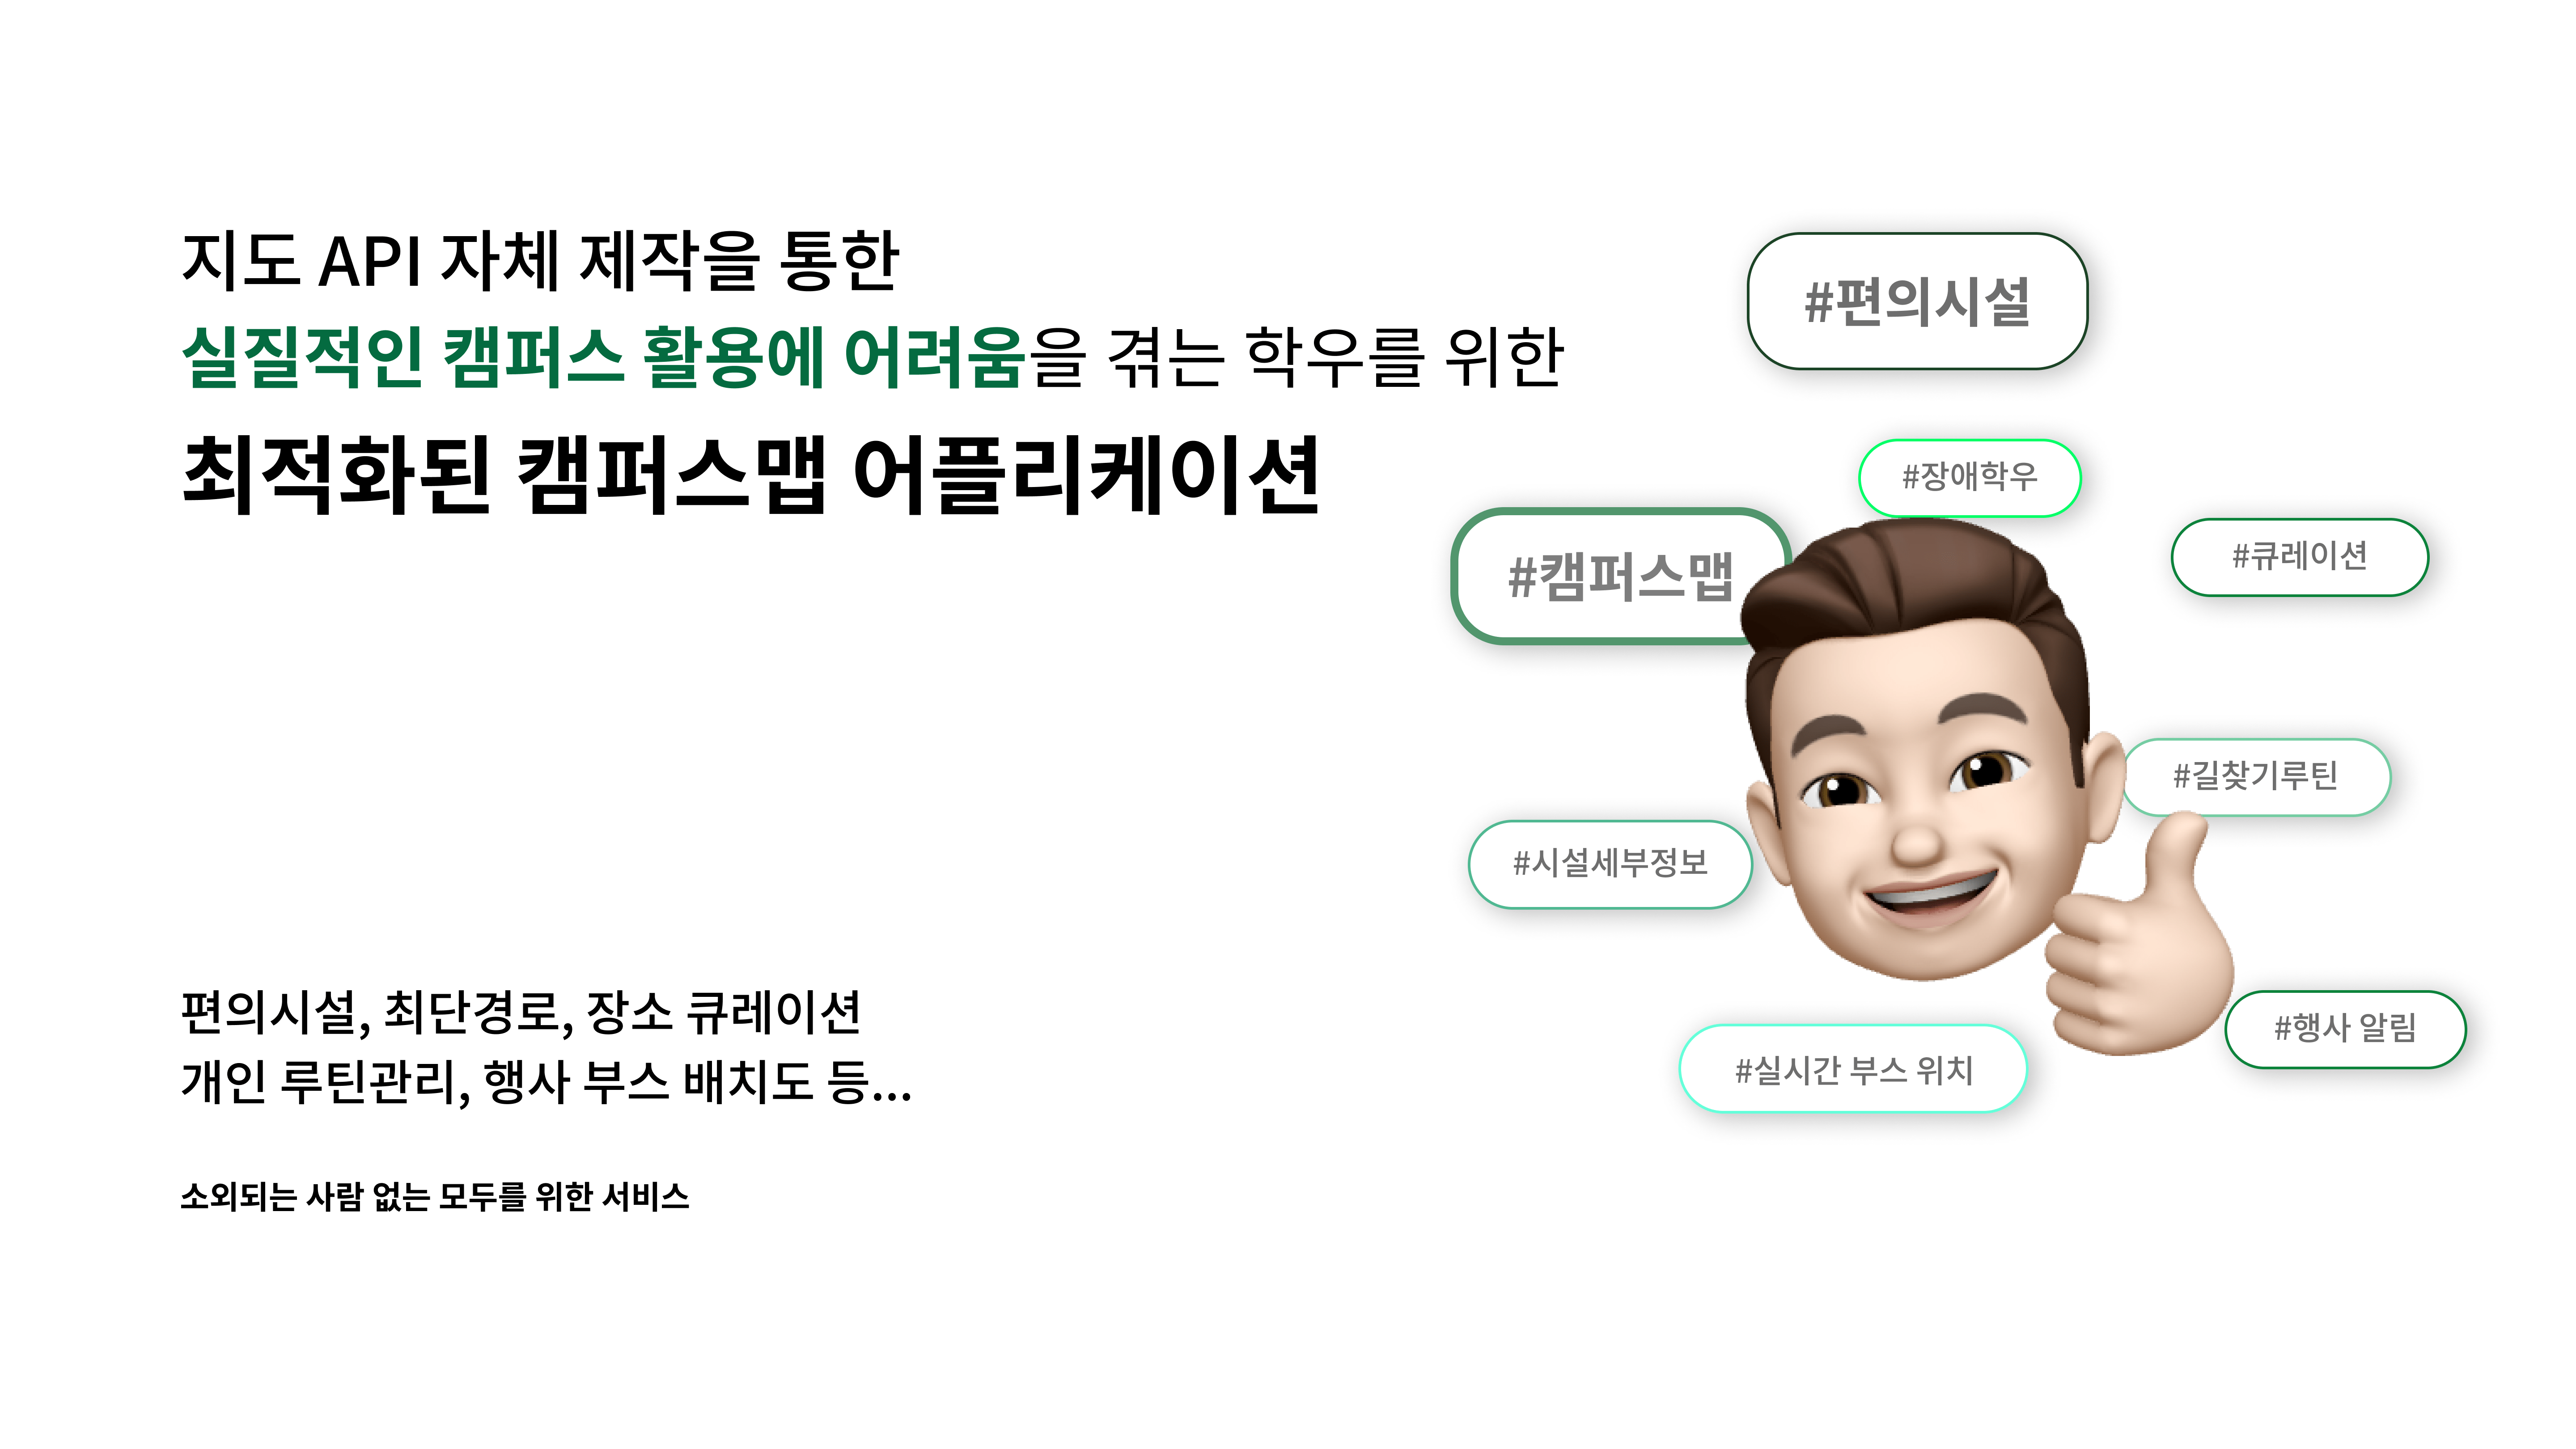 지도 API 자체 제작을 통한
실질적인 캠퍼스 활용에 어려움을 겪는 학우를 위한
최적화된 캠퍼스맵 어플리케이션
#편의시설
#장애학우
#캠퍼스맵
#큐레이션
#길찾기루틴
#시설세부정보
#행사 알림
#실시간 부스 위치
편의시설, 최단경로, 장소 큐레이션
개인 루틴관리, 행사 부스 배치도 등...
소외되는 사람 없는 모두를 위한 서비스